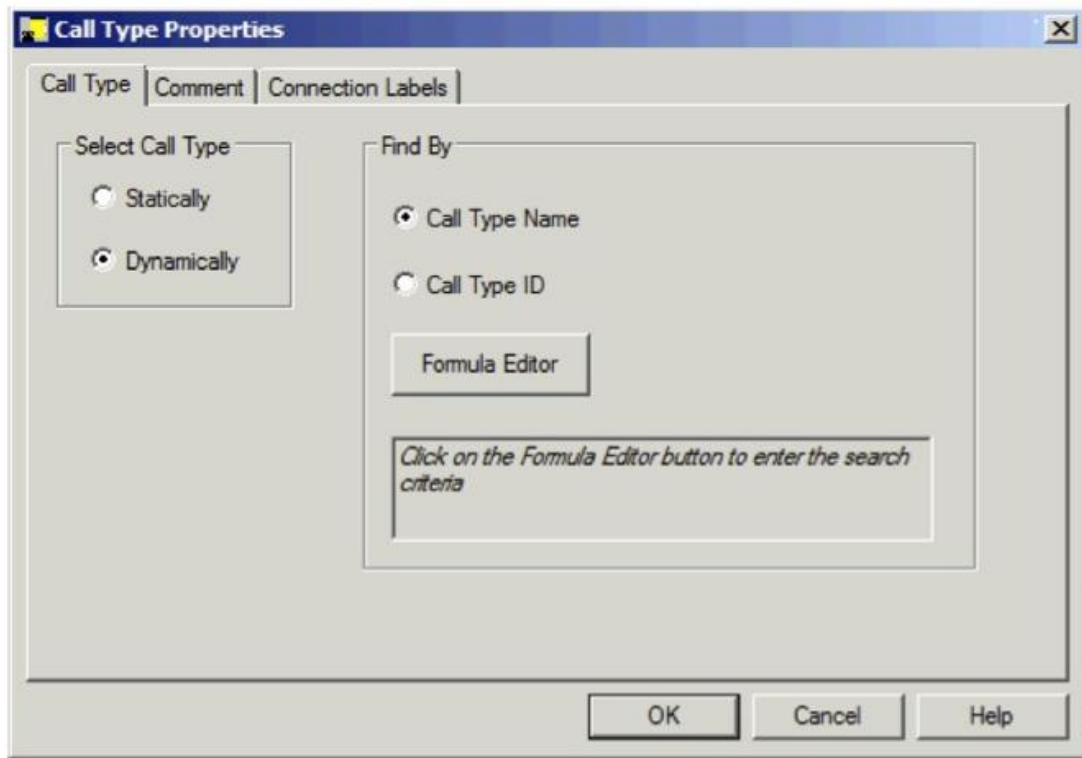 Call Type Properties
Call Type
Comment
Connection Labels
Select Call Type
Statically
Dynamically
Find By
Call Type Name
Call Type ID
Formula Editor
Click on the Formula Editor button to enter the search
criteria
OK
Cancel
Help